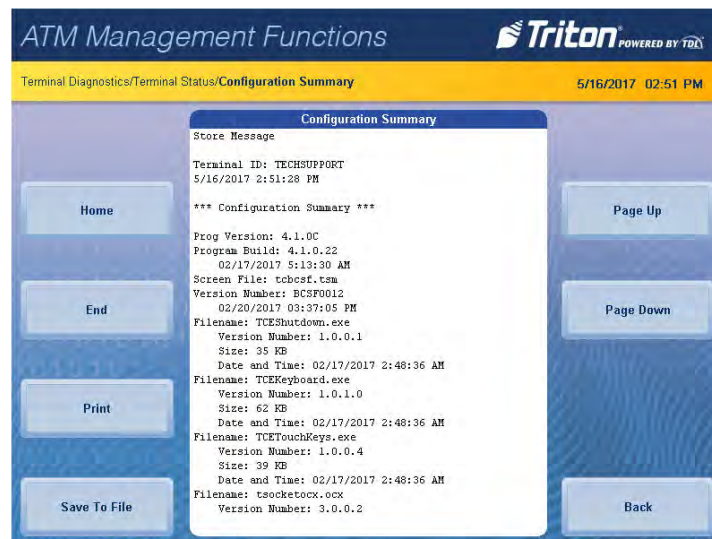 ATM Management Functions
Triton POWERED BY TDL
Terminal Diagnostics/Terminal Status/Configuration Summary
5/16/2017 02:51 PM
Configuration Summary
Store Message
Terminal ID: TECHSUPPORT
5/16/2017 2:51:28 PM
*** Configuration Summary ***
Prog Version: 4.1.0C
Program Build: 4.1.0.22
02/17/2017 5:13:30 AM
Screen File: tcbcsf.tsm
Version Number: BCSF0012
02/20/2017 03:37:05 PM
Filename: TCEShutdown.exe
Version Number: 1.0.0.1
Size: 35 KB
Date and Time: 02/17/2017 2:48:36 AM
Filename: TCEKeyboard.exe
Version Number: 1.0.1.0
Size: 62 KB
Date and Time: 02/17/2017 2:48:36 AM
Filename: TCETouchKeys.exe
Version Number: 1.0.0.4
Size: 39 KB
Date and Time: 02/17/2017 2:48:36 AM
Filename: tsocketocx.ocx
Version Number: 3.0.0.2
Home
End
Print
Save To File
Page Up
Page Down
Back